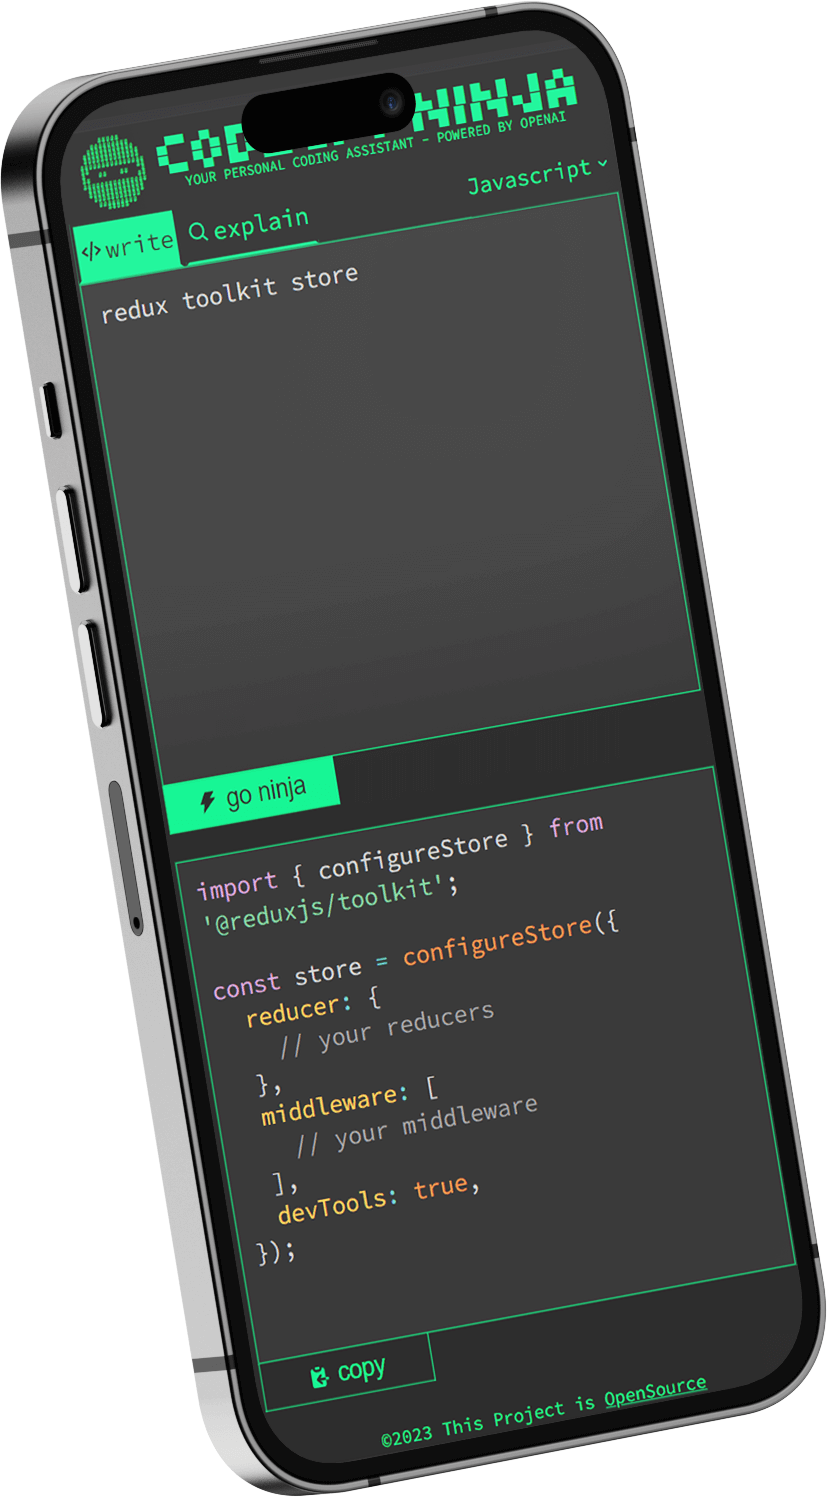 NINJA
YOUR PERSONAL CODING ASSISTANT - POWERED BY OPENAI
Javascript
</> write explain
redux toolkit store
go ninja
import { configureStore } from
'@reduxjs/toolkit';
const store = configureStore({
reducer: {
// your reducers
},
middleware: [
// your middleware
],
devTools: true,
});
copy
©2023 This Project is OpenSource